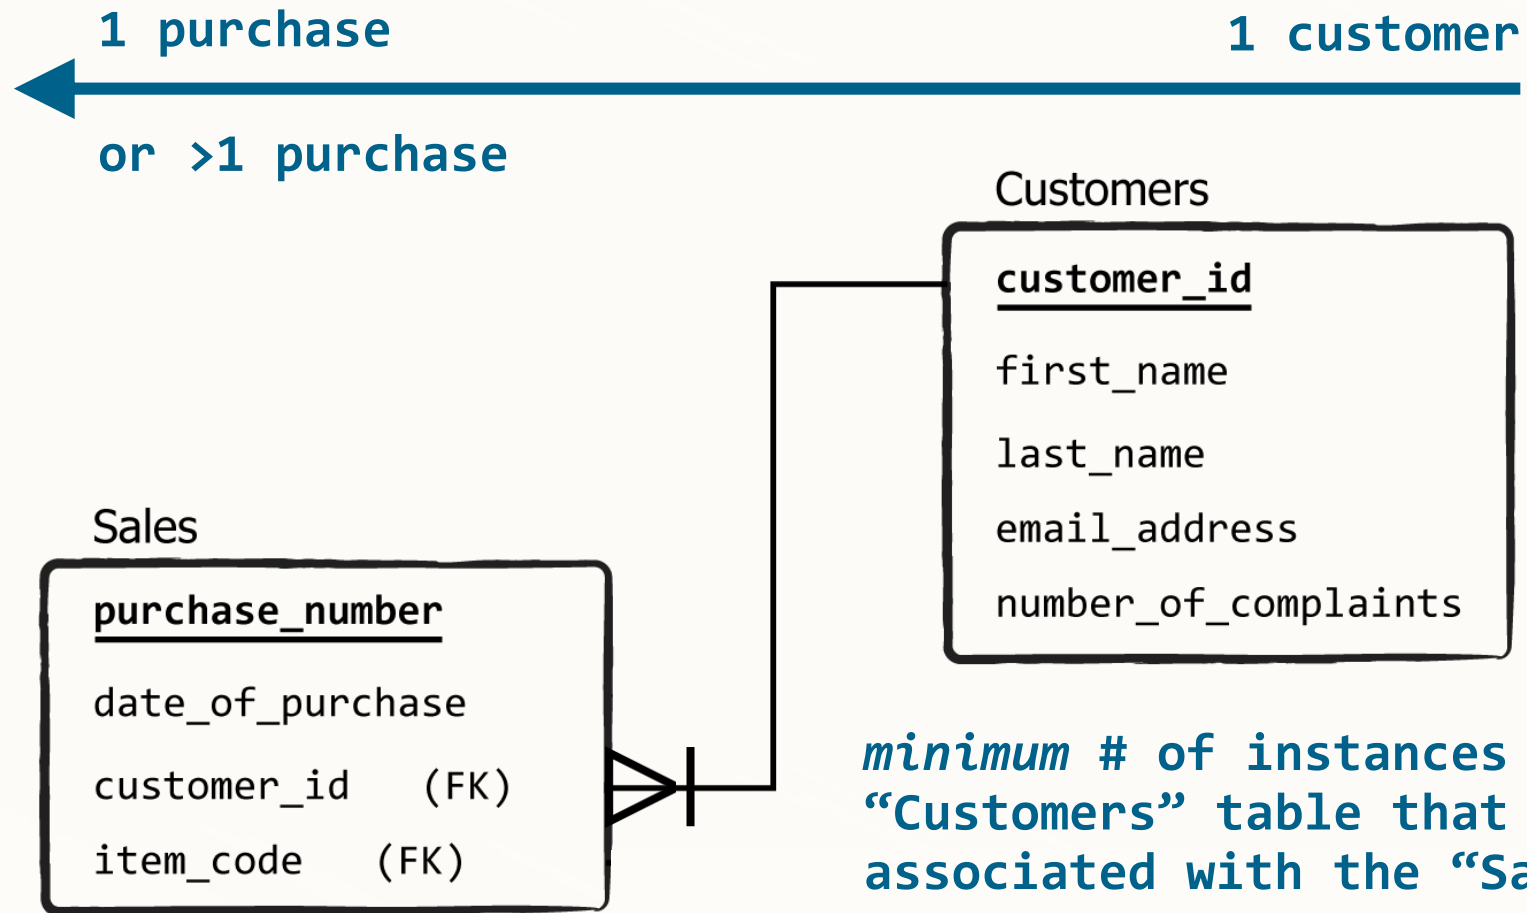 1 purchase
1 customer
or >1 purchase
Customers
customer_id
first_name
last_name
email_address
number_of_complaints
Sales
purchase_number
date_of_purchase
customer_id (FK)
item_code (FK)
minimum # of instances
“Customers” table that
associated with the “Sa